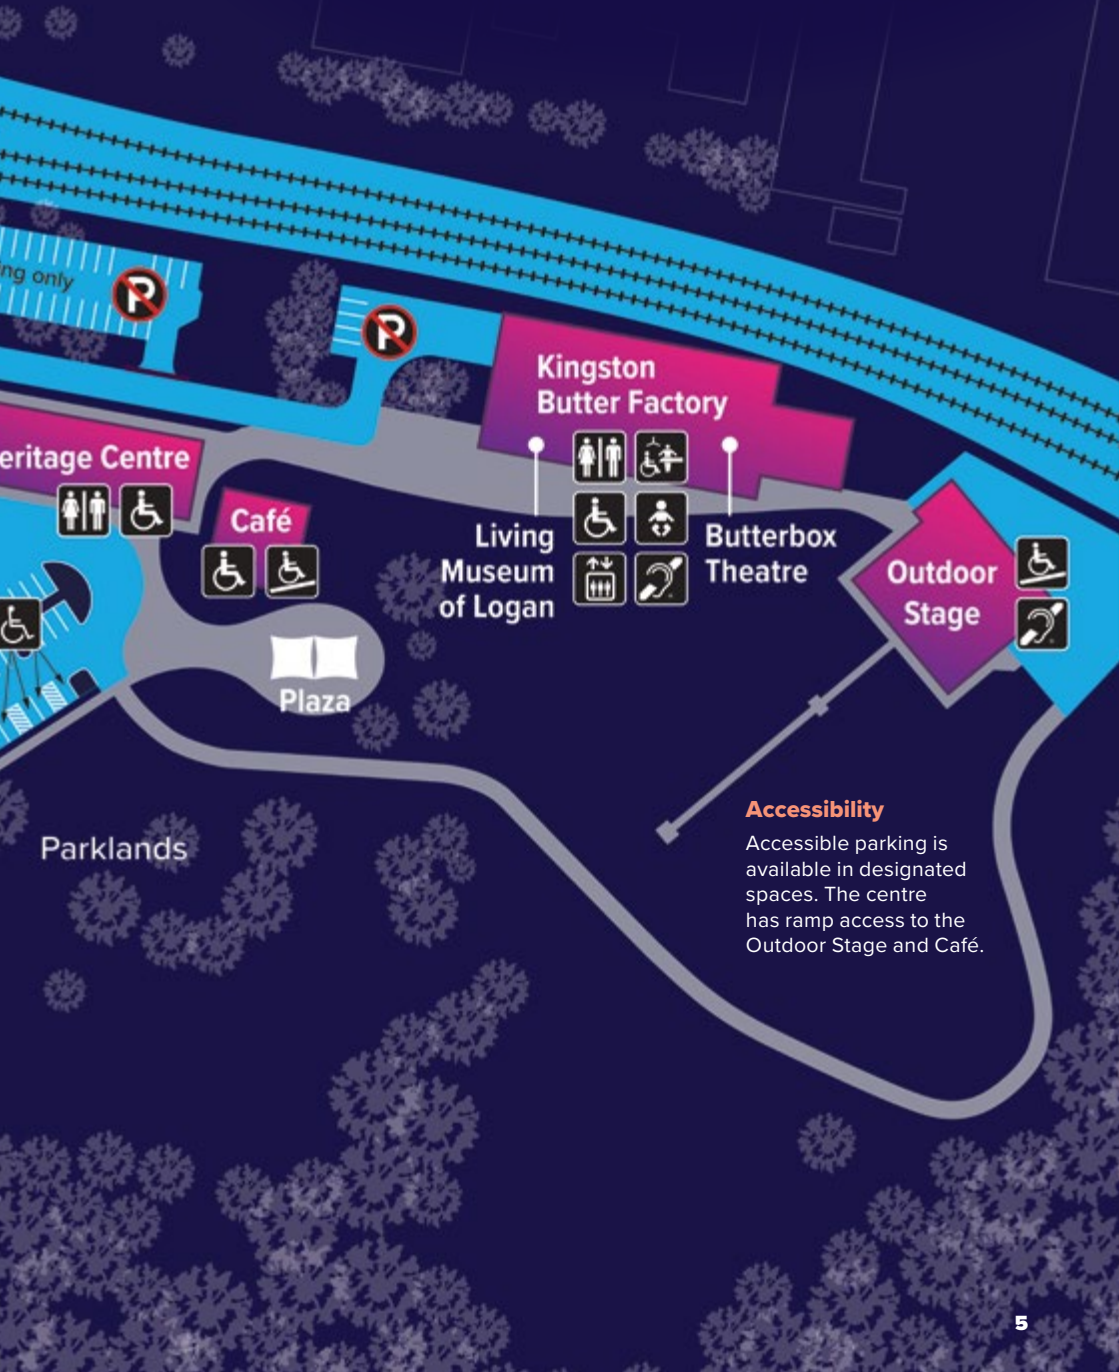 ing only
P
P
Kingston
Butter Factory
eritage Centre
Café
Living
Museum
of Logan
Butterbox
Theatre
Outdoor
Stage
Plaza
Parklands
Accessibility
Accessible parking is
available in designated
spaces. The centre
has ramp access to the
Outdoor Stage and Café.
5